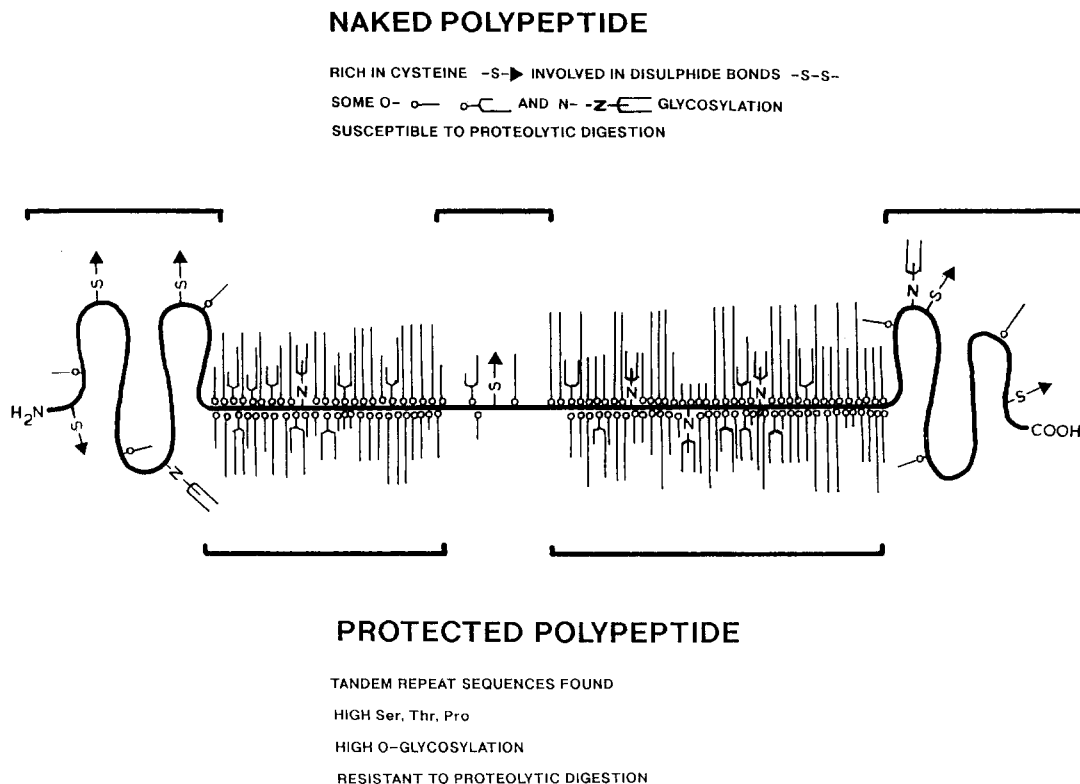 NAKED POLYPEPTIDE
RICH IN CYSTEINE -S- INVOLVED IN DISULPHIDE BONDS -S-S-
SOME O- AND N- -Z- GLYCOSYLATION
SUSCEPTIBLE TO PROTEOLYTIC DIGESTION
S
S
N
S
N
N
N
S
H₂N
S
S
N
COOH
Z
PROTECTED POLYPEPTIDE
TANDEM REPEAT SEQUENCES FOUND
HIGH Ser, Thr, Pro
HIGH O-GLYCOSYLATION
RESISTANT TO PROTEOLYTIC DIGESTION